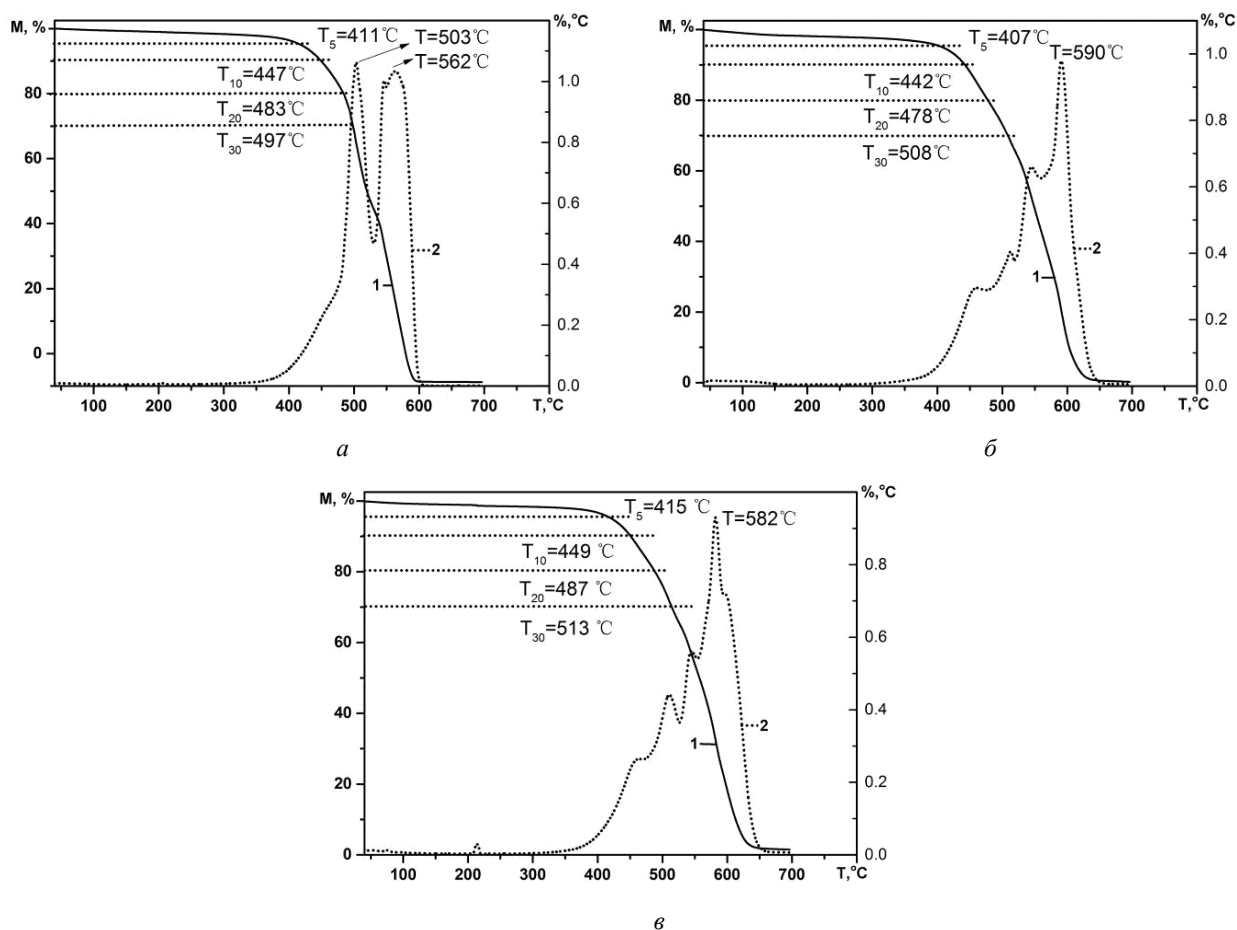 M, %
%,°C
T₅=411℃
T=503℃
T=562℃
T₁₀=447℃
T₂₀=483℃
T₃₀=497℃
80
60
40
20
0
1.0
0.8
0.6
0.4
0.2
0.0
1
2
100 200 300 400 500 600 700 T,°C
а
M, %
%,°C
T₅=407℃
T=590℃
T₁₀=442℃
T₂₀=478℃
T₃₀=508℃
80
60
40
20
0
1.0
0.8
0.6
0.4
0.2
0.0
1
2
100 200 300 400 500 600 700 T,°C
б
M, %
%,°C
T₅=415 ℃
T=582℃
T₁₀=449 ℃
T₂₀=487 ℃
T₃₀=513 ℃
80
60
40
20
0
0.8
0.6
0.4
0.2
0.0
1
2
100 200 300 400 500 600 700 T,°C
в